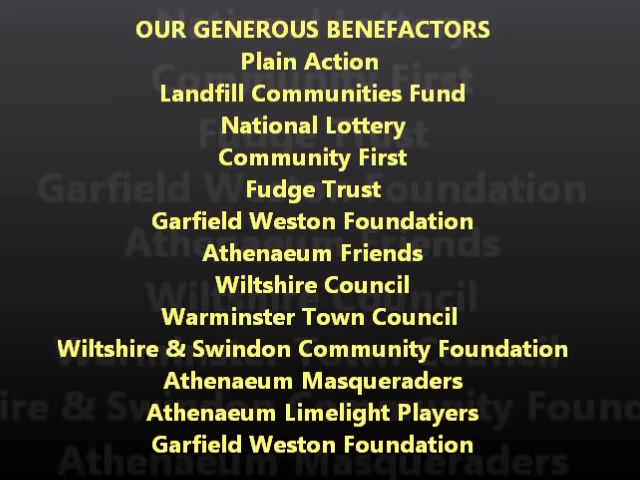 OUR GENEROUS BENEFACTORS
Plain Action
Landfill Communities Fund
National Lottery
Community First
Fudge Trust
Garfield Weston Foundation
Athenaeum Friends
Wiltshire Council
Warminster Town Council
Wiltshire & Swindon Community Foundation
Athenaeum Masqueraders
Athenaeum Limelight Players
Garfield Weston Foundation